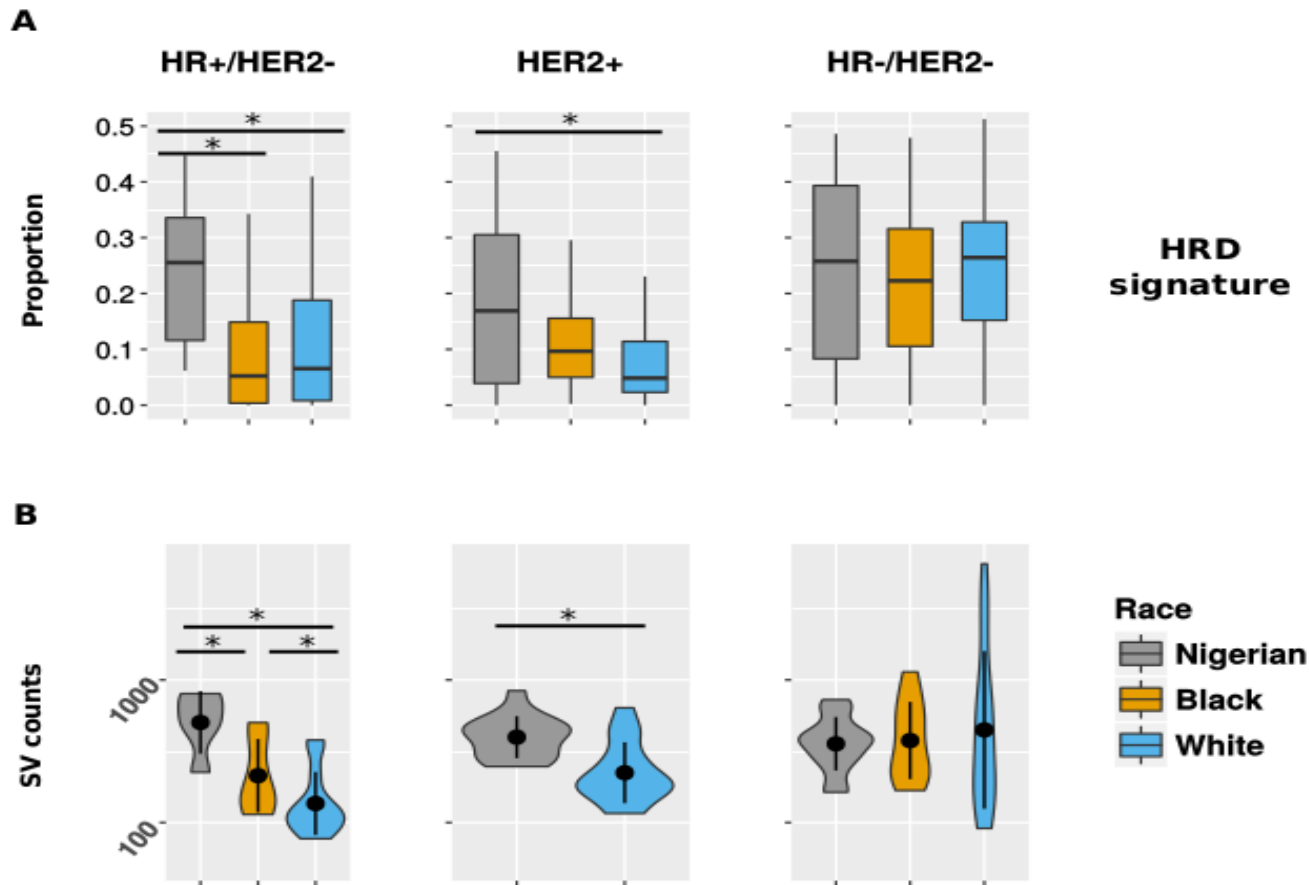 A
HR+/HER2-
HER2+
HR-/HER2-
Proportion
0.5
0.4
0.3
0.2
0.1
0.0
*
*
*
HRD
signature
B
SV counts
1000
100
*
*
*
*
Race
Nigerian
Black
White